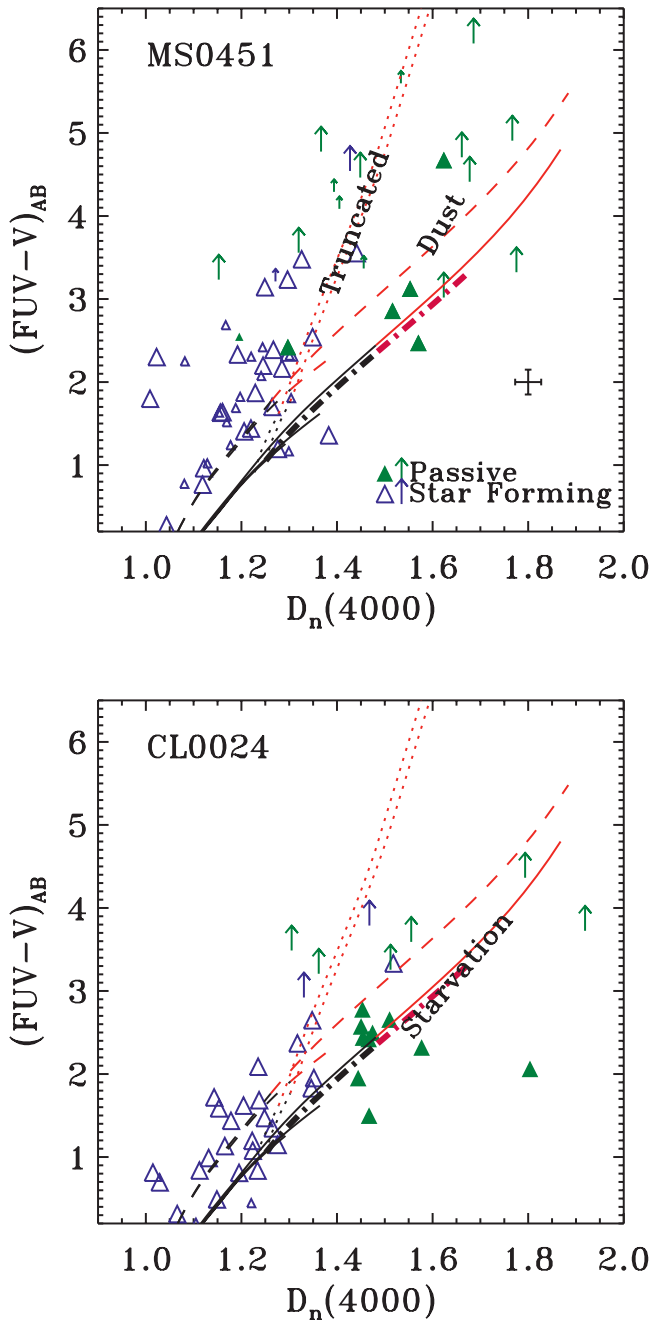 MS0451
6
5
4
3
2
1
(FUV−V)AB
Truncated
Dust
Passive
Star Forming
1.0 1.2 1.4 1.6 1.8 2.0
Dn(4000)
CL0024
6
5
4
3
2
1
(FUV−V)AB
Starvation
1.0 1.2 1.4 1.6 1.8 2.0
Dn(4000)